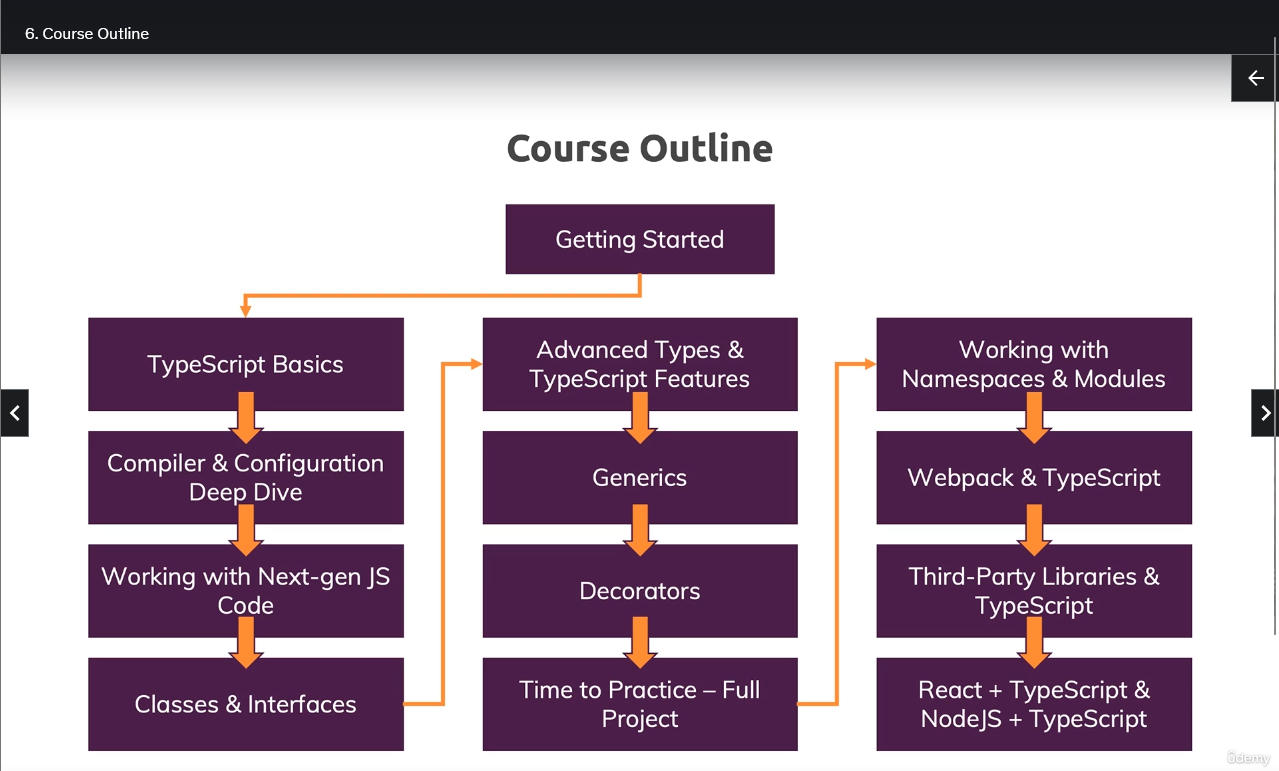 6. Course Outline
Course Outline
Getting Started
TypeScript Basics
Compiler & Configuration
Deep Dive
Working with Next-gen JS
Code
Classes & Interfaces
Advanced Types &
TypeScript Features
Generics
Decorators
Time to Practice – Full
Project
Working with
Namespaces & Modules
Webpack & TypeScript
Third-Party Libraries &
TypeScript
React + TypeScript &
NodeJS + TypeScript
ûdemy